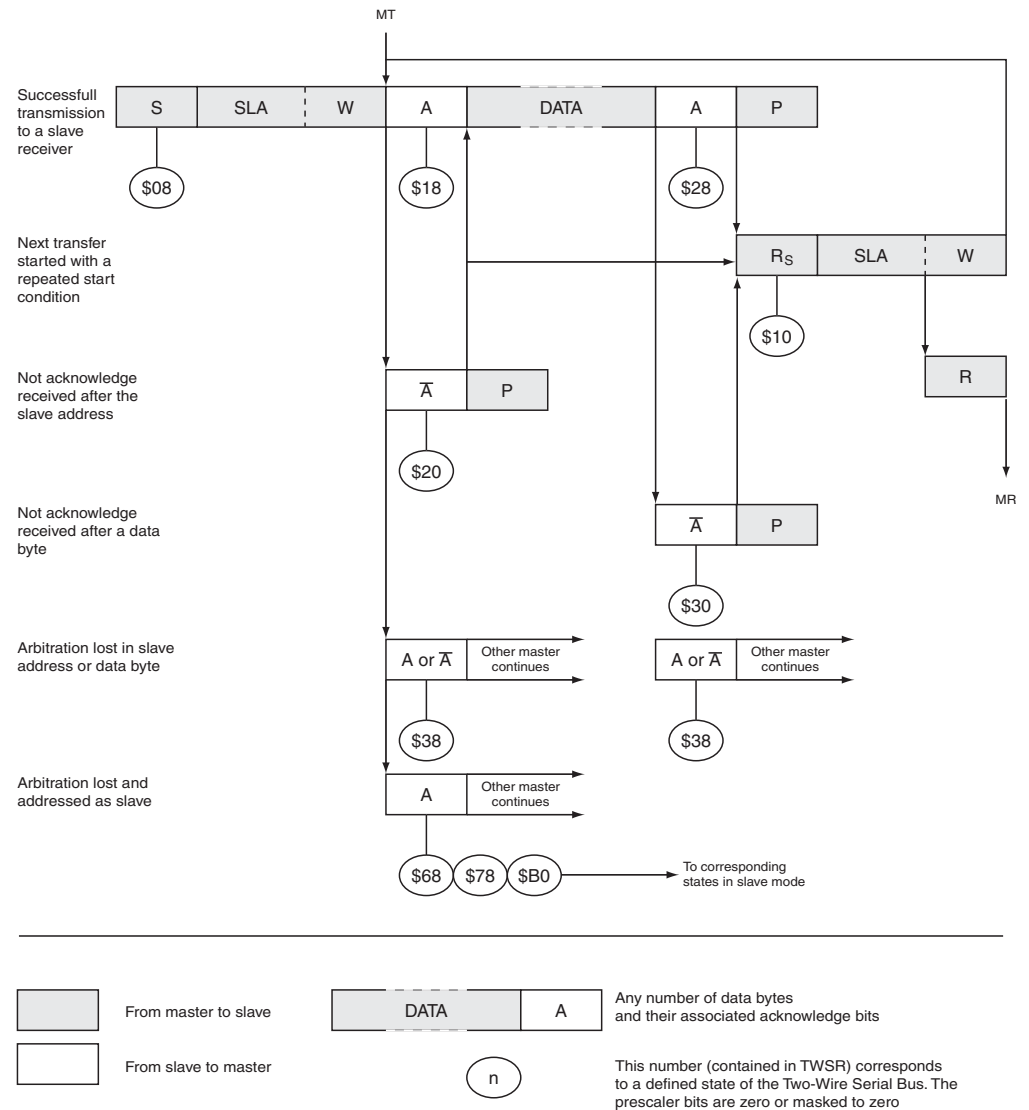 MT
Successfull
transmission
to a slave
receiver
S SLA W A DATA A P
$08 $18 $28
Next transfer
started with a
repeated start
condition
RS SLA W
$10
Not acknowledge
received after the
slave address
A̅ P
R
$20
MR
Not acknowledge
received after a data
byte
A̅ P
$30
Arbitration lost in slave
address or data byte
A or A̅
Other master
continues
A or A̅
Other master
continues
$38 $38
Arbitration lost and
addressed as slave
A
Other master
continues
$68 $78 $B0
To corresponding
states in slave mode
From master to slave
DATA A
Any number of data bytes
and their associated acknowledge bits
From slave to master
n
This number (contained in TWSR) corresponds
to a defined state of the Two-Wire Serial Bus. The
prescaler bits are zero or masked to zero